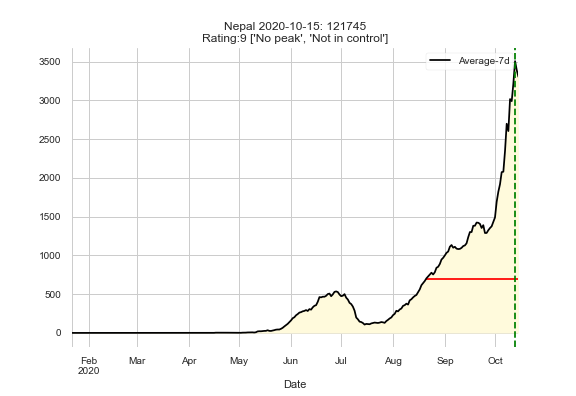 Nepal 2020-10-15: 121745
Rating:9 ['No peak', 'Not in control']
Average-7d
3500
3000
2500
2000
1500
1000
500
0
Feb Mar Apr May Jun Jul Aug Sep Oct
2020
Date